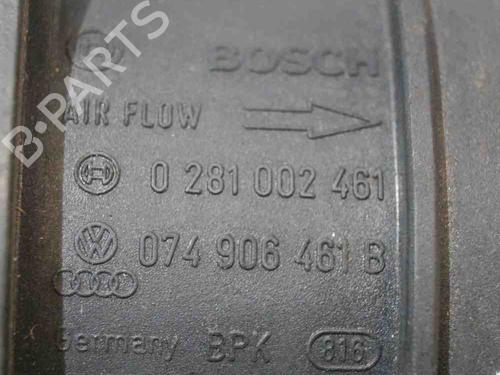 BOSCH
AIR FLOW
0 281 002 461
074 906 461 B
Germany BPK 816
B-PARTS